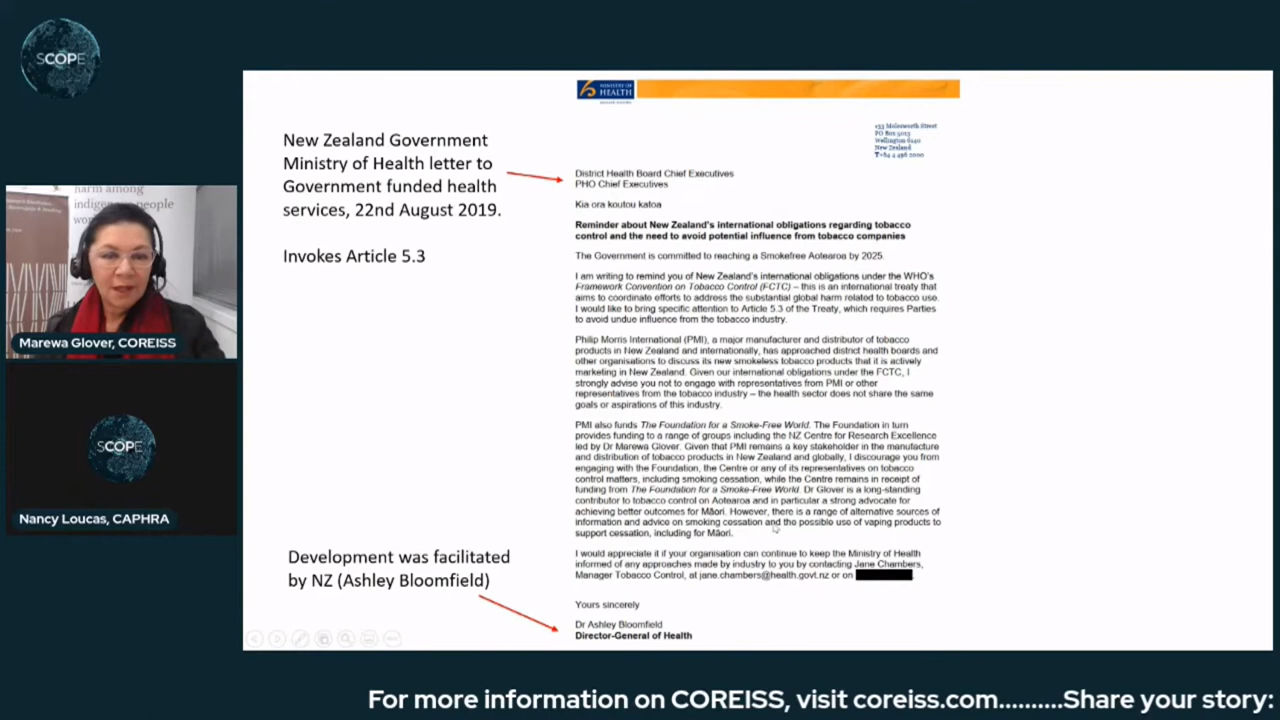 SCOPE
New Zealand Government
Ministry of Health letter to
Government funded health
services, 22nd August 2019.
Invokes Article 5.3
Development was facilitated
by NZ (Ashley Bloomfield)
MINISTRY OF
HEALTH
133 Molesworth Street
PO Box 5013
Wellington 6140
New Zealand
T+64 4 496 2000
District Health Board Chief Executives
PHO Chief Executives
Kia ora koutou katoa
Reminder about New Zealand's international obligations regarding tobacco
control and the need to avoid potential influence from tobacco companies
The Government is committed to reaching a Smokefree Aotearoa by 2025.
I am writing to remind you of New Zealand's international obligations under the WHO's
Framework Convention on Tobacco Control (FCTC) – this is an international treaty that
aims to coordinate efforts to address the substantial global harm related to tobacco use.
I would like to bring specific attention to Article 5.3 of the Treaty, which requires Parties
to avoid undue influence from the tobacco industry.
Philip Morris International (PMI), a major manufacturer and distributor of tobacco
products in New Zealand and internationally, has approached district health boards and
other organisations to discuss its new smokeless tobacco products that it is actively
marketing in New Zealand. Given our international obligations under the FCTC, I
strongly advise you not to engage with representatives from PMI or other
representatives from the tobacco industry – the health sector does not share the same
goals or aspirations of this industry.
PMI also funds The Foundation for a Smoke-Free World. The Foundation in turn
provides funding to a range of groups including the NZ Centre for Research Excellence
led by Dr Marewa Glover. Given that PMI remains a key stakeholder in the manufacture
and distribution of tobacco products in New Zealand and globally, I discourage you from
engaging with the Foundation, the Centre or any of its representatives on tobacco
control matters, including smoking cessation, while the Centre remains in receipt of
funding from The Foundation for a Smoke-Free World. Dr Glover is a long-standing
contributor to tobacco control on Aotearoa and in particular a strong advocate for
achieving better outcomes for Māori. However, there is a range of alternative sources of
information and advice on smoking cessation and the possible use of vaping products to
support cessation, including for Māori.
I would appreciate it if your organisation can continue to keep the Ministry of Health
informed of any approaches made by industry to you by contacting Jane Chambers,
Manager Tobacco Control, at jane.chambers@health.govt.nz or on
Yours sincerely
Dr Ashley Bloomfield
Director-General of Health
harm among
indigenous people
Marewa Glover, COREISS
SCOPE
Nancy Loucas, CAPHRA
For more information on COREISS, visit coreiss.com..........Share your story: